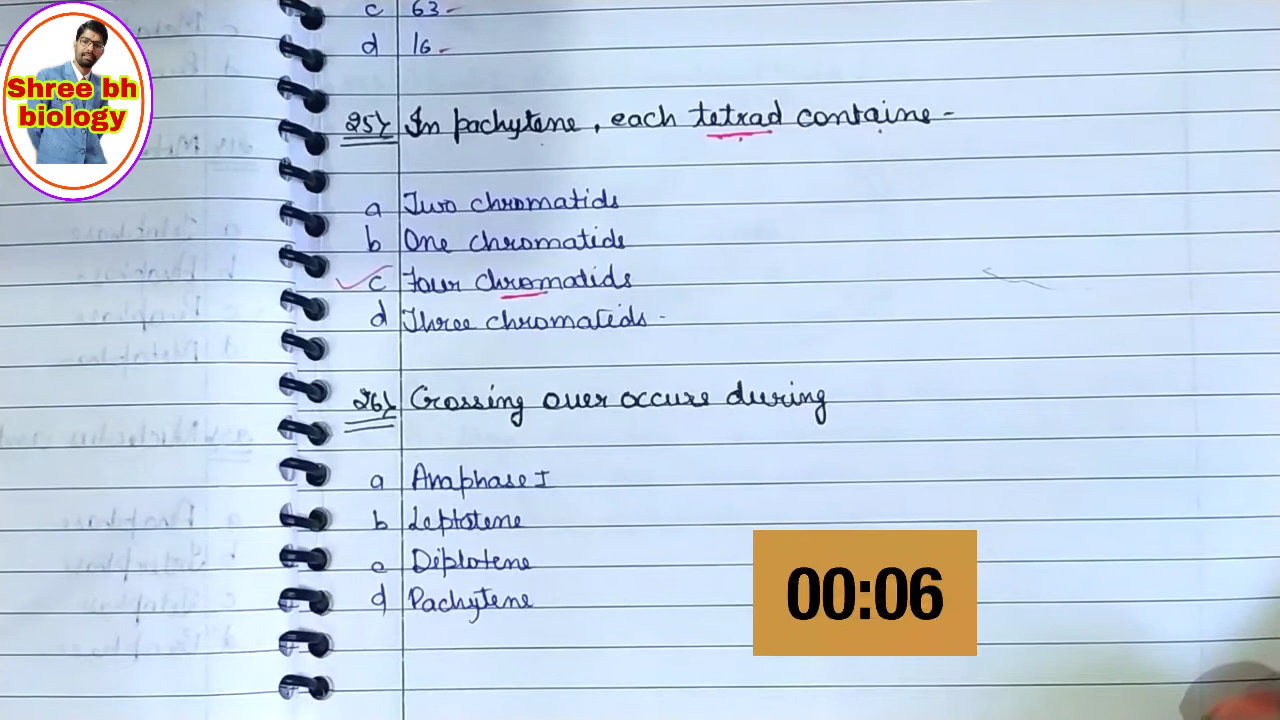 Shree bh
biology
c 63 -
d 16 -
25} In pachytene, each tetrad containe -
a Two chromatids
b One chromatids
c Four chromatids
d Three chromatids -
26} Crossing over occurs during
a Anaphase I
b Leptotene
c Diplotene
d Pachytene
00:06